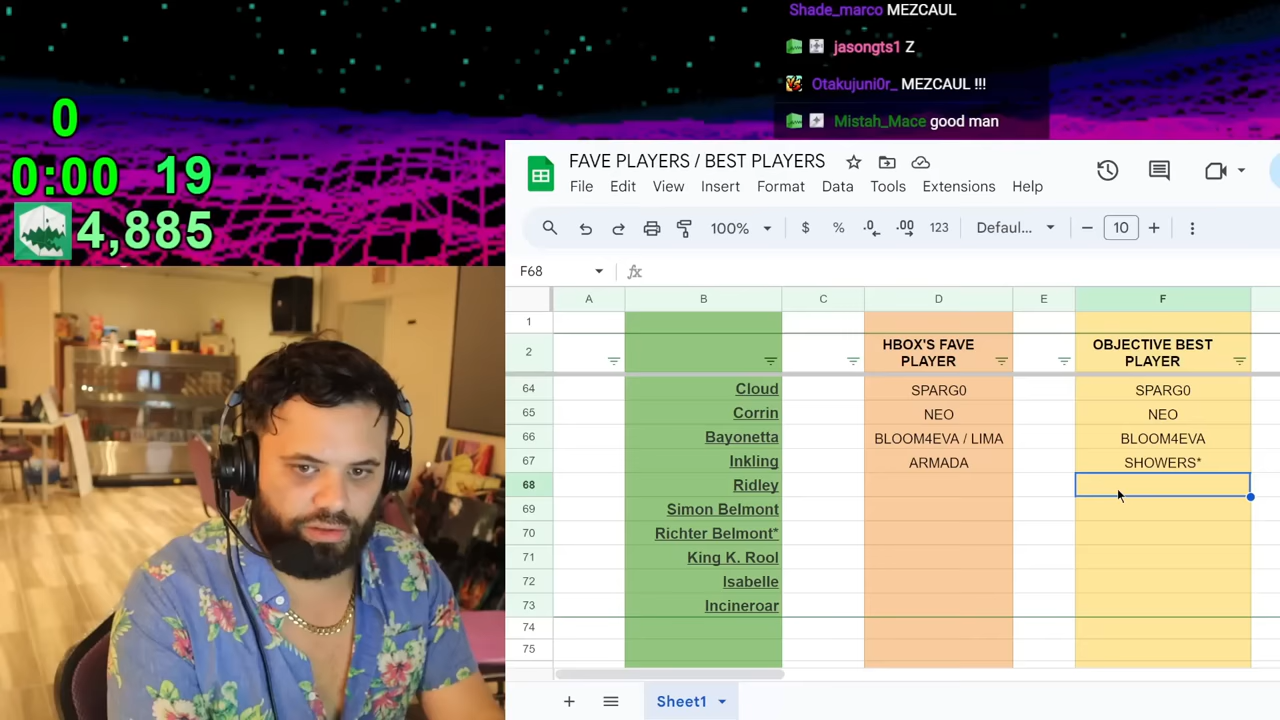 Shade_marco MEZCAUL
jasongts1 Z
Otakujuni0r_ MEZCAUL !!!
Mistah_Mace good man
0
0:00 19
4,885
FAVE PLAYERS / BEST PLAYERS
File Edit View Insert Format Data Tools Extensions Help
100% $ % .0 .00 123 Defaul... 10
F68 fx
A B C D E F
1
2 HBOX'S FAVE PLAYER OBJECTIVE BEST PLAYER
64 Cloud SPARG0 SPARG0
65 Corrin NEO NEO
66 Bayonetta BLOOM4EVA / LIMA BLOOM4EVA
67 Inkling ARMADA SHOWERS*
68 Ridley
69 Simon Belmont
70 Richter Belmont*
71 King K. Rool
72 Isabelle
73 Incineroar
74
75
Sheet1